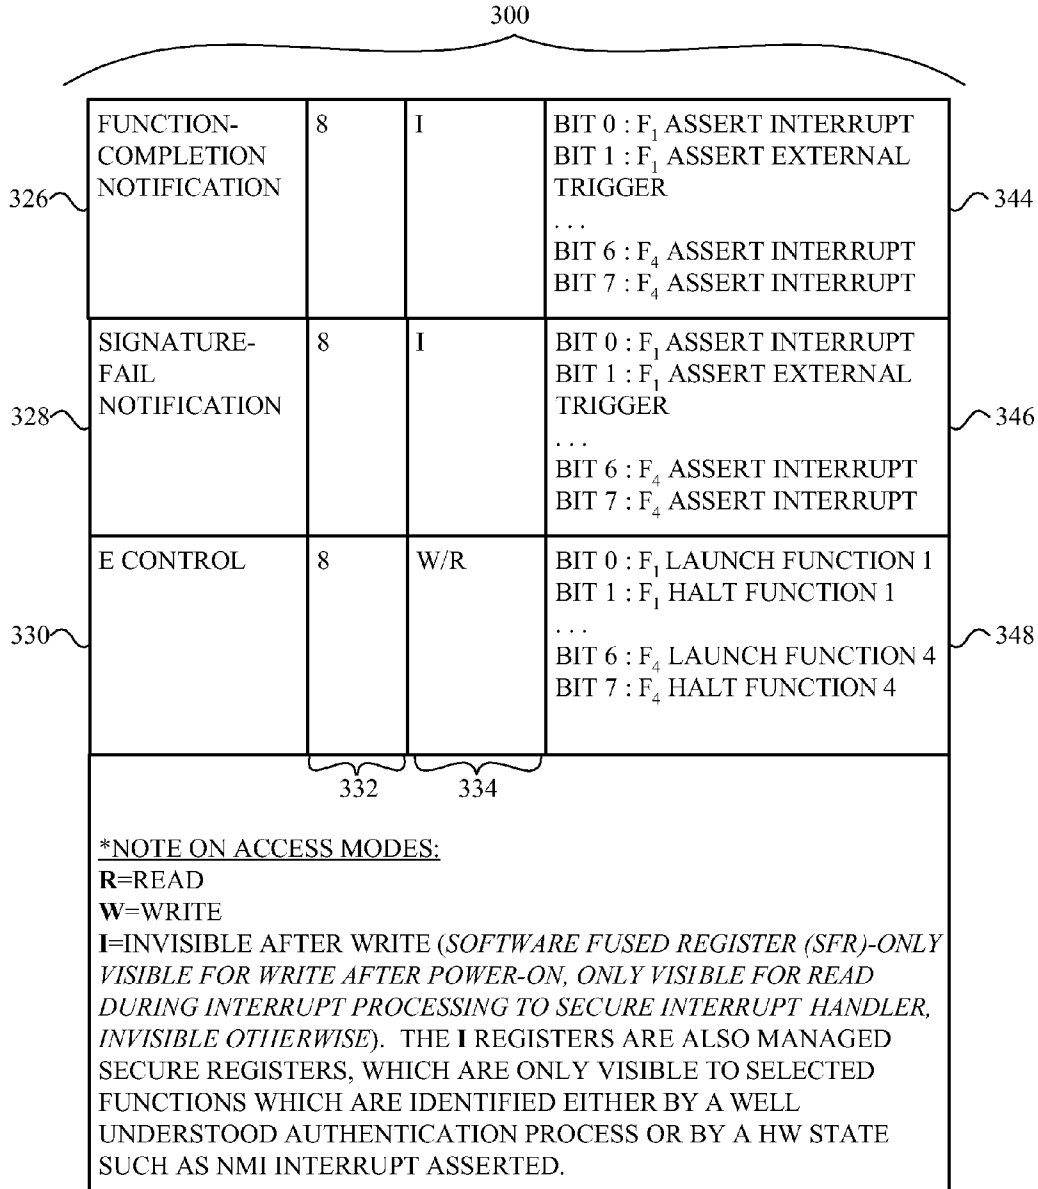 300
FUNCTION-
COMPLETION
NOTIFICATION
8
I
BIT 0 : F1 ASSERT INTERRUPT
BIT 1 : F1 ASSERT EXTERNAL
TRIGGER
. . .
BIT 6 : F4 ASSERT INTERRUPT
BIT 7 : F4 ASSERT INTERRUPT
326
344
SIGNATURE-
FAIL
NOTIFICATION
8
I
BIT 0 : F1 ASSERT INTERRUPT
BIT 1 : F1 ASSERT EXTERNAL
TRIGGER
. . .
BIT 6 : F4 ASSERT INTERRUPT
BIT 7 : F4 ASSERT INTERRUPT
328
346
E CONTROL
8
W/R
BIT 0 : F1 LAUNCH FUNCTION 1
BIT 1 : F1 HALT FUNCTION 1
. . .
BIT 6 : F4 LAUNCH FUNCTION 4
BIT 7 : F4 HALT FUNCTION 4
330
348
332
334
*NOTE ON ACCESS MODES:
R=READ
W=WRITE
I=INVISIBLE AFTER WRITE (SOFTWARE FUSED REGISTER (SFR)-ONLY
VISIBLE FOR WRITE AFTER POWER-ON, ONLY VISIBLE FOR READ
DURING INTERRUPT PROCESSING TO SECURE INTERRUPT HANDLER,
INVISIBLE OTHERWISE). THE I REGISTERS ARE ALSO MANAGED
SECURE REGISTERS, WHICH ARE ONLY VISIBLE TO SELECTED
FUNCTIONS WHICH ARE IDENTIFIED EITHER BY A WELL
UNDERSTOOD AUTHENTICATION PROCESS OR BY A HW STATE
SUCH AS NMI INTERRUPT ASSERTED.